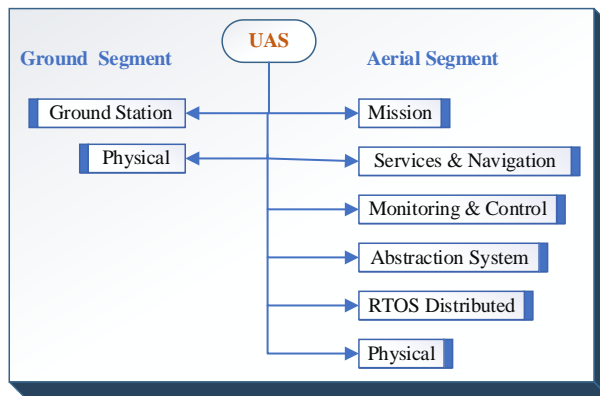 UAS
Ground Segment
Aerial Segment
Ground Station
Mission
Physical
Services & Navigation
Monitoring & Control
Abstraction System
RTOS Distributed
Physical